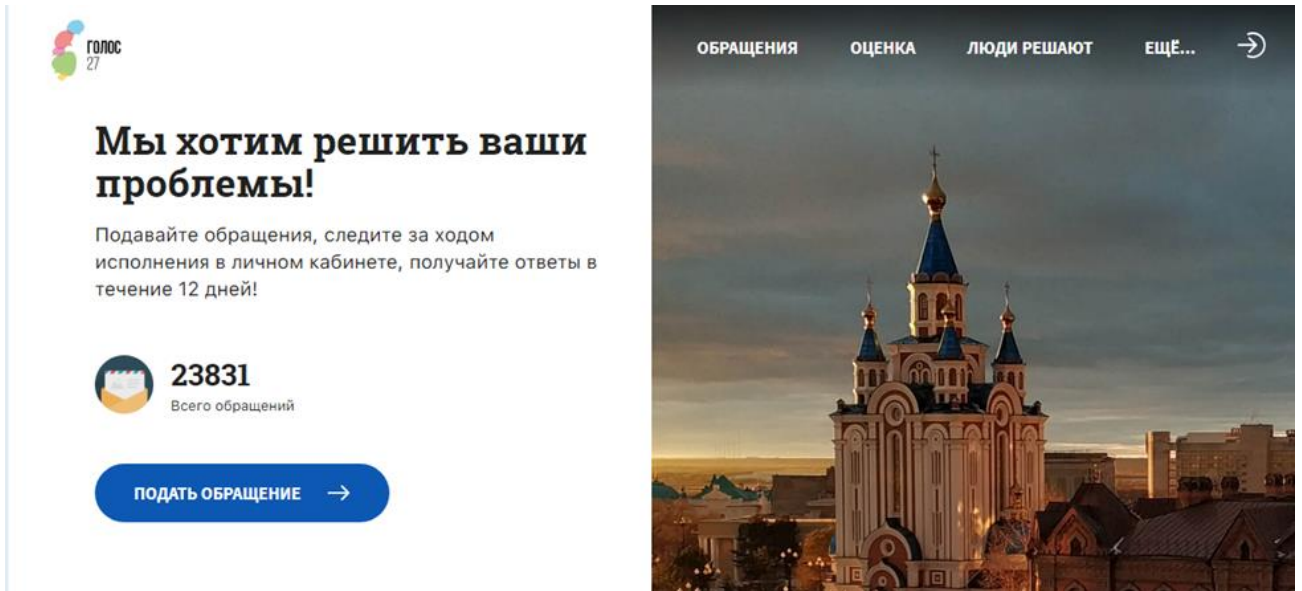 ГОЛОС
27
ОБРАЩЕНИЯ ОЦЕНКА ЛЮДИ РЕШАЮТ ЕЩЁ...
Мы хотим решить ваши
проблемы!
Подавайте обращения, следите за ходом
исполнения в личном кабинете, получайте ответы в
течение 12 дней!
23831
Всего обращений
ПОДАТЬ ОБРАЩЕНИЕ →